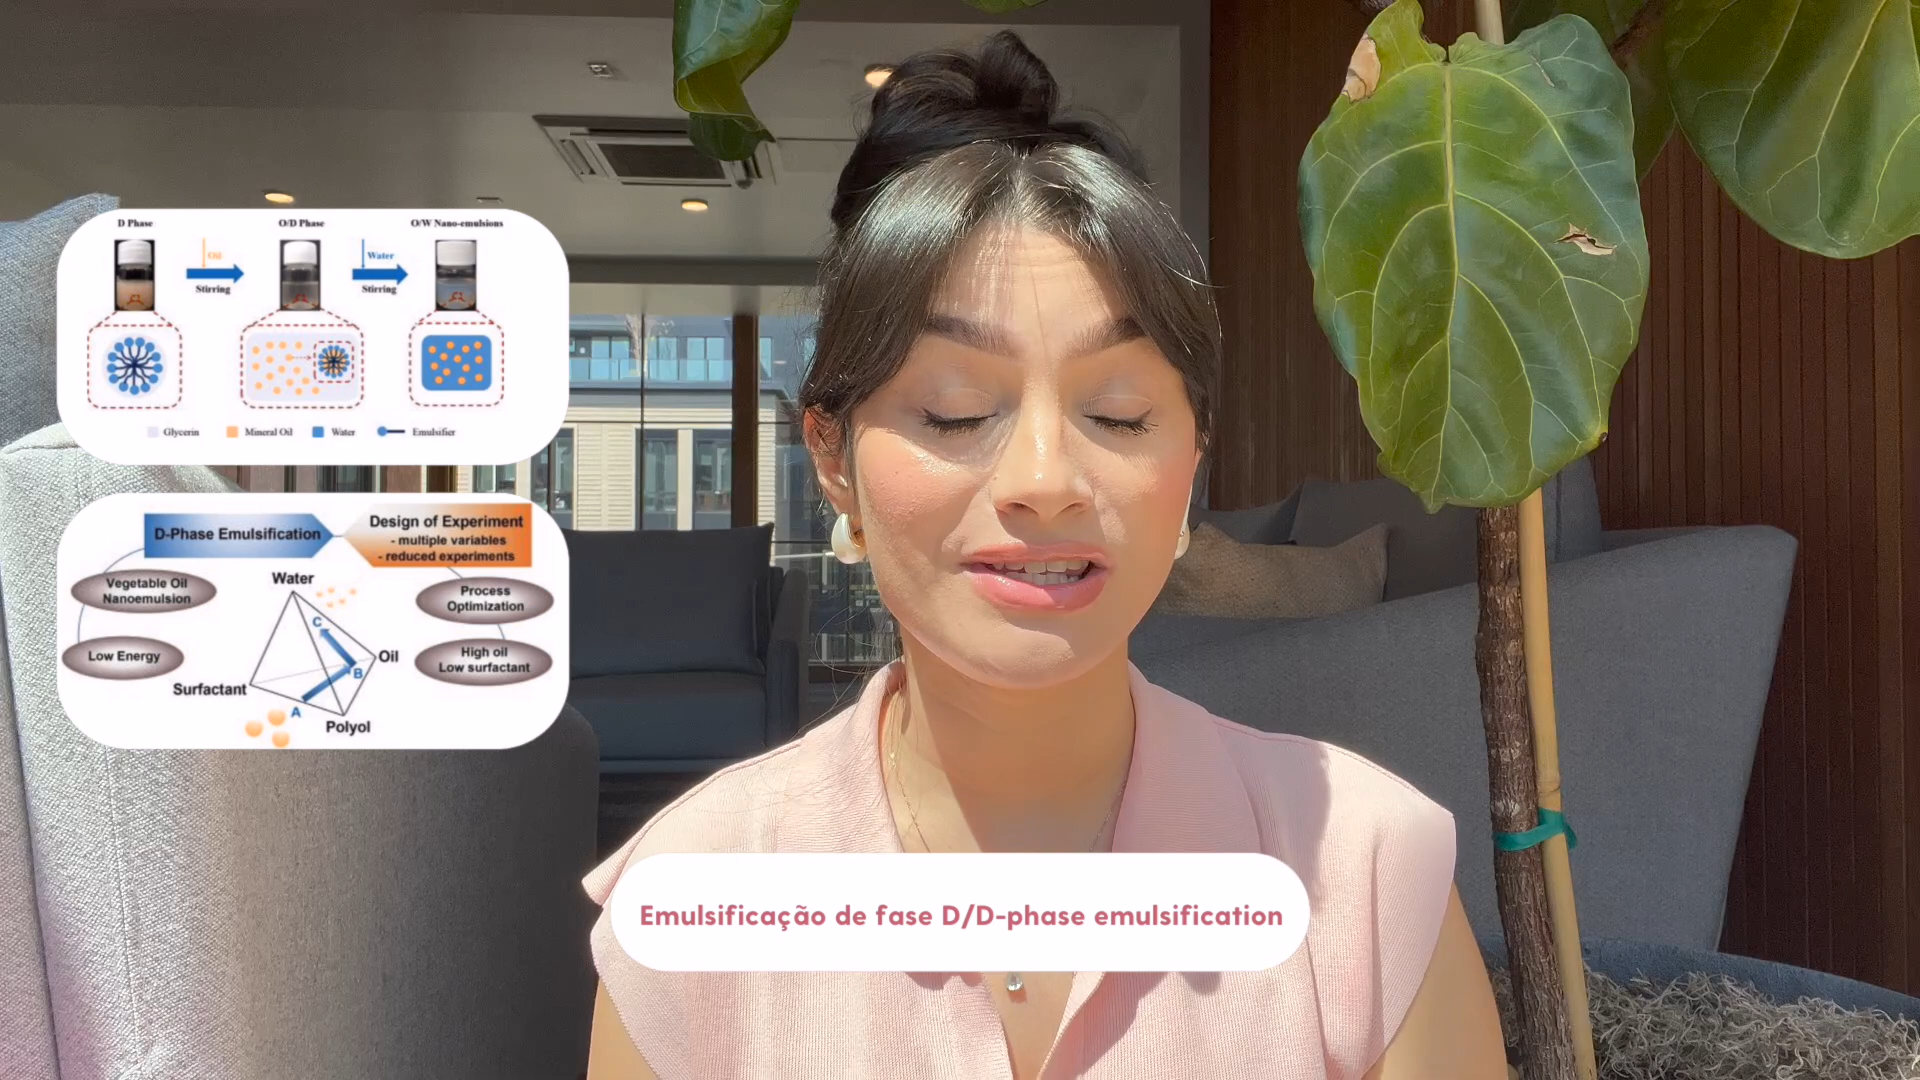 D Phase
O/D Phase
O/W Nano-emulsions
Oil
Stirring
Water
Stirring
Glycerin
Mineral Oil
Water
Emulsifier
D-Phase Emulsification
Design of Experiment
- multiple variables
- reduced experiments
Vegetable Oil
Nanoemulsion
Low Energy
Water
C
Oil
B
Surfactant
A
Polyol
Process
Optimization
High oil
Low surfactant
Emulsificação de fase D/D-phase emulsification